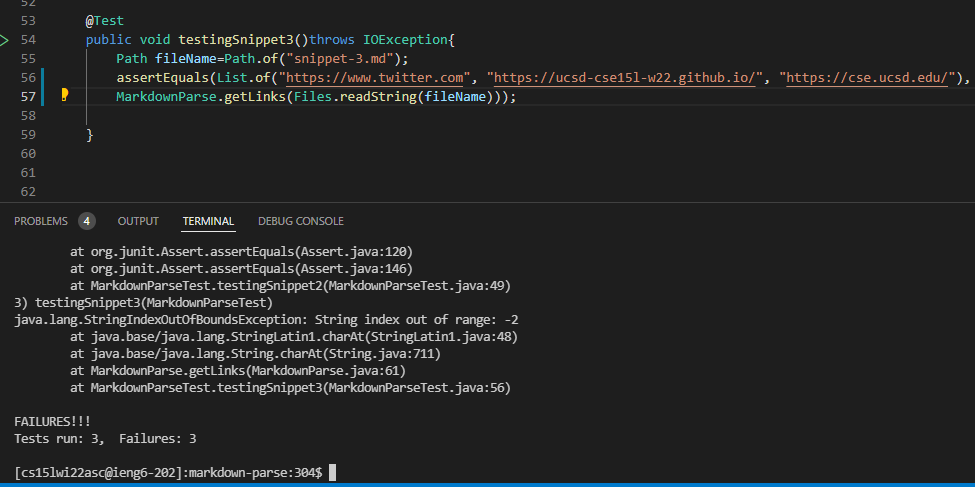 52
53 @Test
54 public void testingSnippet3()throws IOException{
55 Path fileName=Path.of("snippet-3.md");
56 assertEquals(List.of("https://www.twitter.com", "https://ucsd-cse15l-w22.github.io/", "https://cse.ucsd.edu/"),
57 MarkdownParse.getLinks(Files.readString(fileName)));
58
59 }
60
61
62
PROBLEMS 4 OUTPUT TERMINAL DEBUG CONSOLE
at org.junit.Assert.assertEquals(Assert.java:120)
at org.junit.Assert.assertEquals(Assert.java:146)
at MarkdownParseTest.testingSnippet2(MarkdownParseTest.java:49)
3) testingSnippet3(MarkdownParseTest)
java.lang.StringIndexOutOfBoundsException: String index out of range: -2
at java.base/java.lang.StringLatin1.charAt(StringLatin1.java:48)
at java.base/java.lang.String.charAt(String.java:711)
at MarkdownParse.getLinks(MarkdownParse.java:61)
at MarkdownParseTest.testingSnippet3(MarkdownParseTest.java:56)
FAILURES!!!
Tests run: 3,  Failures: 3
[cs15lwi22asc@ieng6-202]:markdown-parse:304$